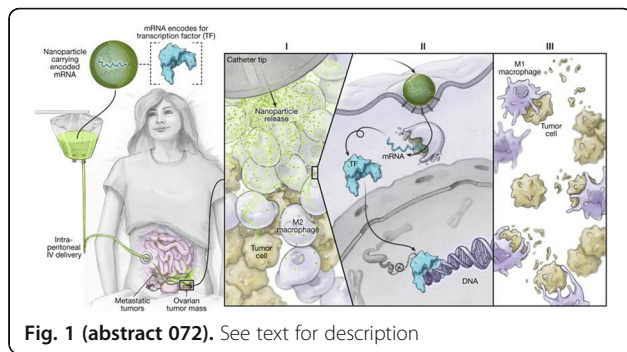 Nanoparticle
carrying
encoded
mRNA
mRNA encodes for
transcription factor (TF)
Intra-
peritoneal
IV delivery
Metastatic
tumors
Ovarian
tumor mass
I
Catheter tip
Nanoparticle
release
M2
macrophage
Tumor
cell
II
mRNA
TF
DNA
III
M1
macrophage
Tumor
cell
Fig. 1 (abstract 072). See text for description